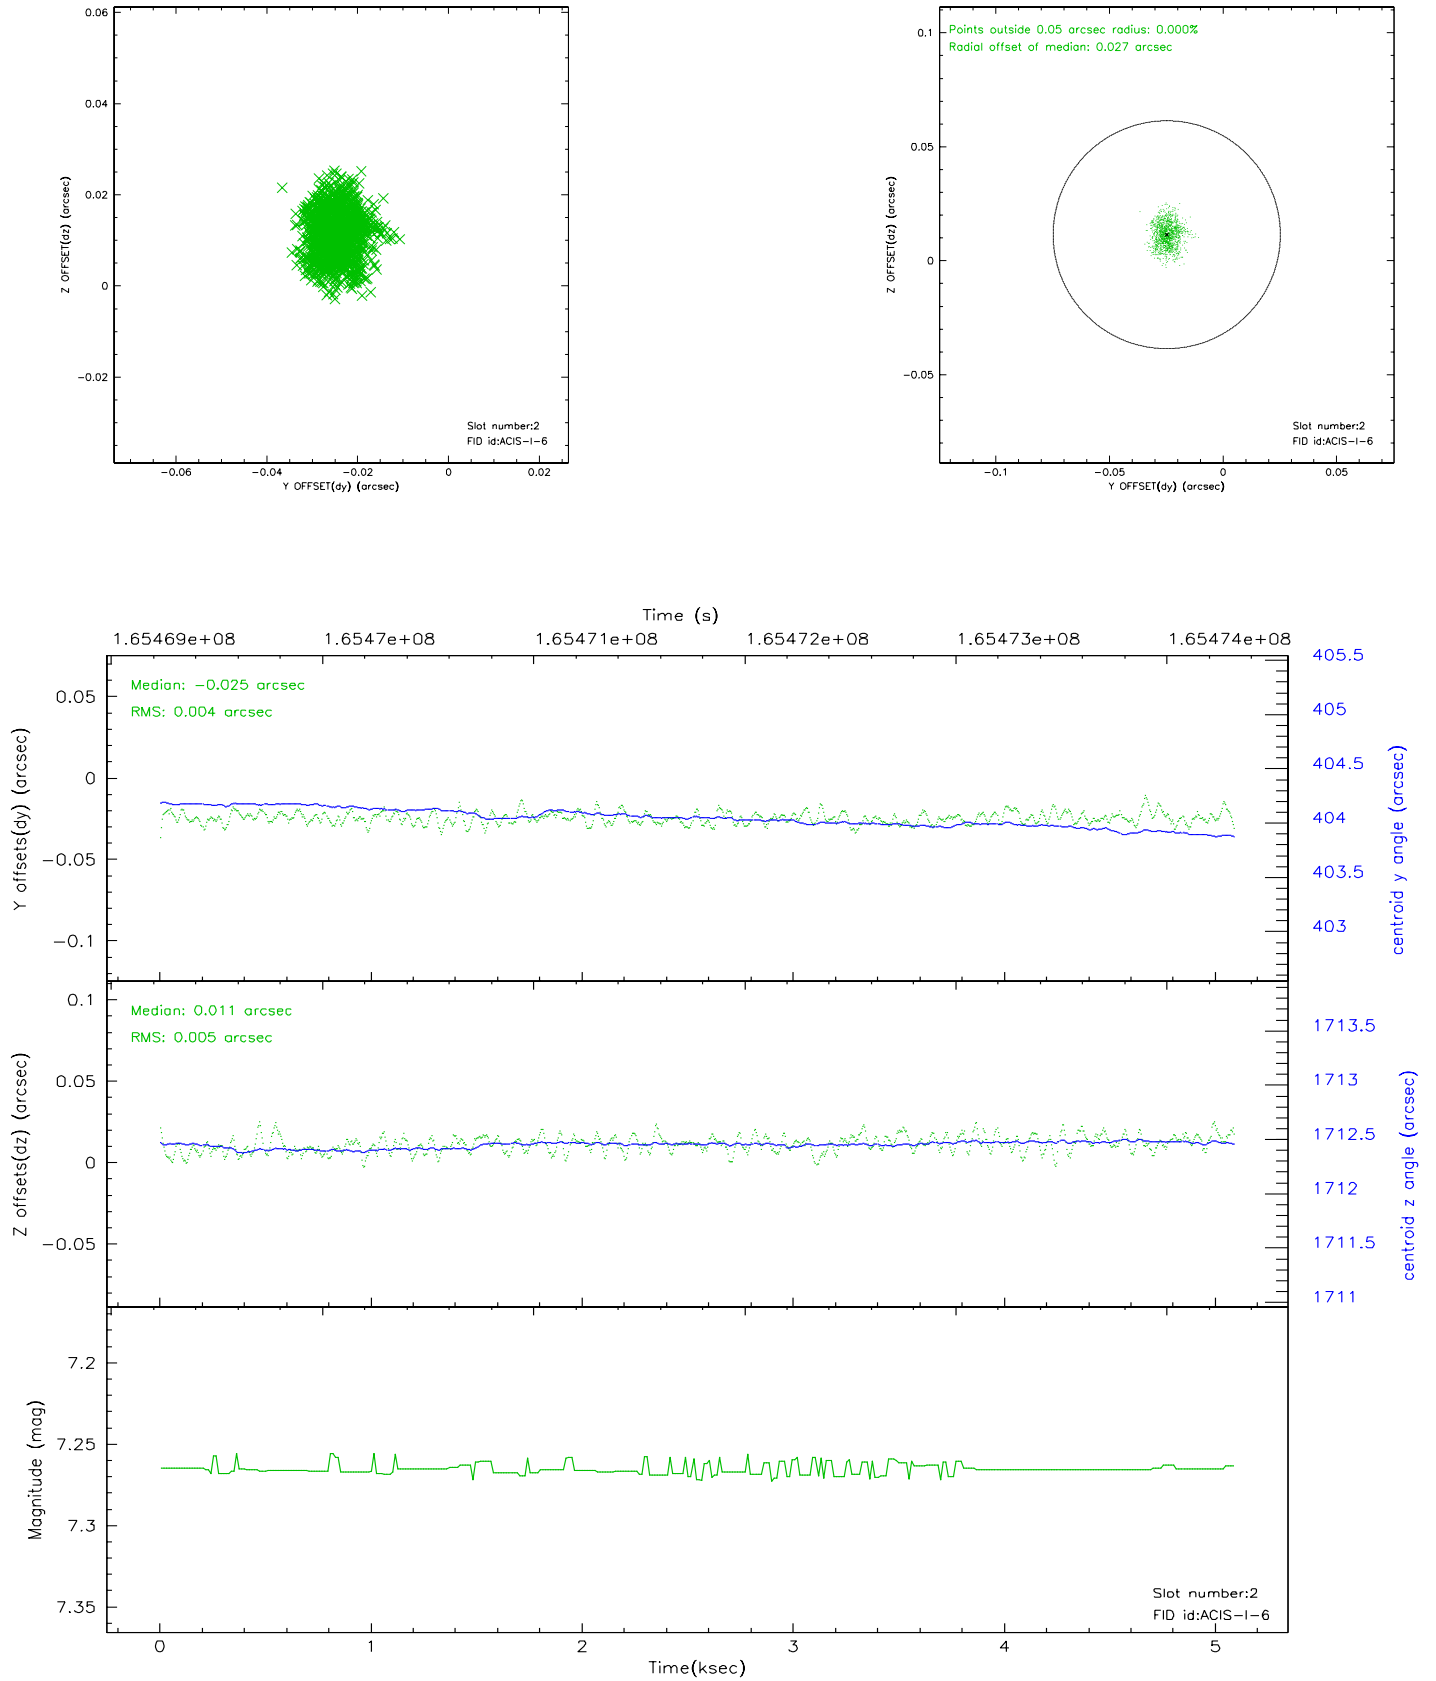 0.06
0.04
0.02
0
−0.02
Z OFFSET(dz) (arcsec)
Slot number:2
FID id:ACIS−I−6
−0.06 −0.04 −0.02 0 0.02
Y OFFSET(dy) (arcsec)
Points outside 0.05 arcsec radius: 0.000%
Radial offset of median: 0.027 arcsec
0.1
0.05
0
−0.05
Z OFFSET(dz) (arcsec)
Slot number:2
FID id:ACIS−I−6
−0.1 −0.05 0 0.05
Y OFFSET(dy) (arcsec)
Time (s)
1.65469e+08 1.6547e+08 1.65471e+08 1.65472e+08 1.65473e+08 1.65474e+08
Median: −0.025 arcsec
RMS: 0.004 arcsec
0.05
0
−0.05
−0.1
Y offsets(dy) (arcsec)
405.5
405
404.5
404
403.5
403
centroid y angle (arcsec)
Median: 0.011 arcsec
RMS: 0.005 arcsec
0.1
0.05
0
−0.05
Z offsets(dz) (arcsec)
1713.5
1713
1712.5
1712
1711.5
1711
centroid z angle (arcsec)
7.2
7.25
7.3
7.35
Magnitude (mag)
Slot number:2
FID id:ACIS−I−6
0 1 2 3 4 5
Time(ksec)